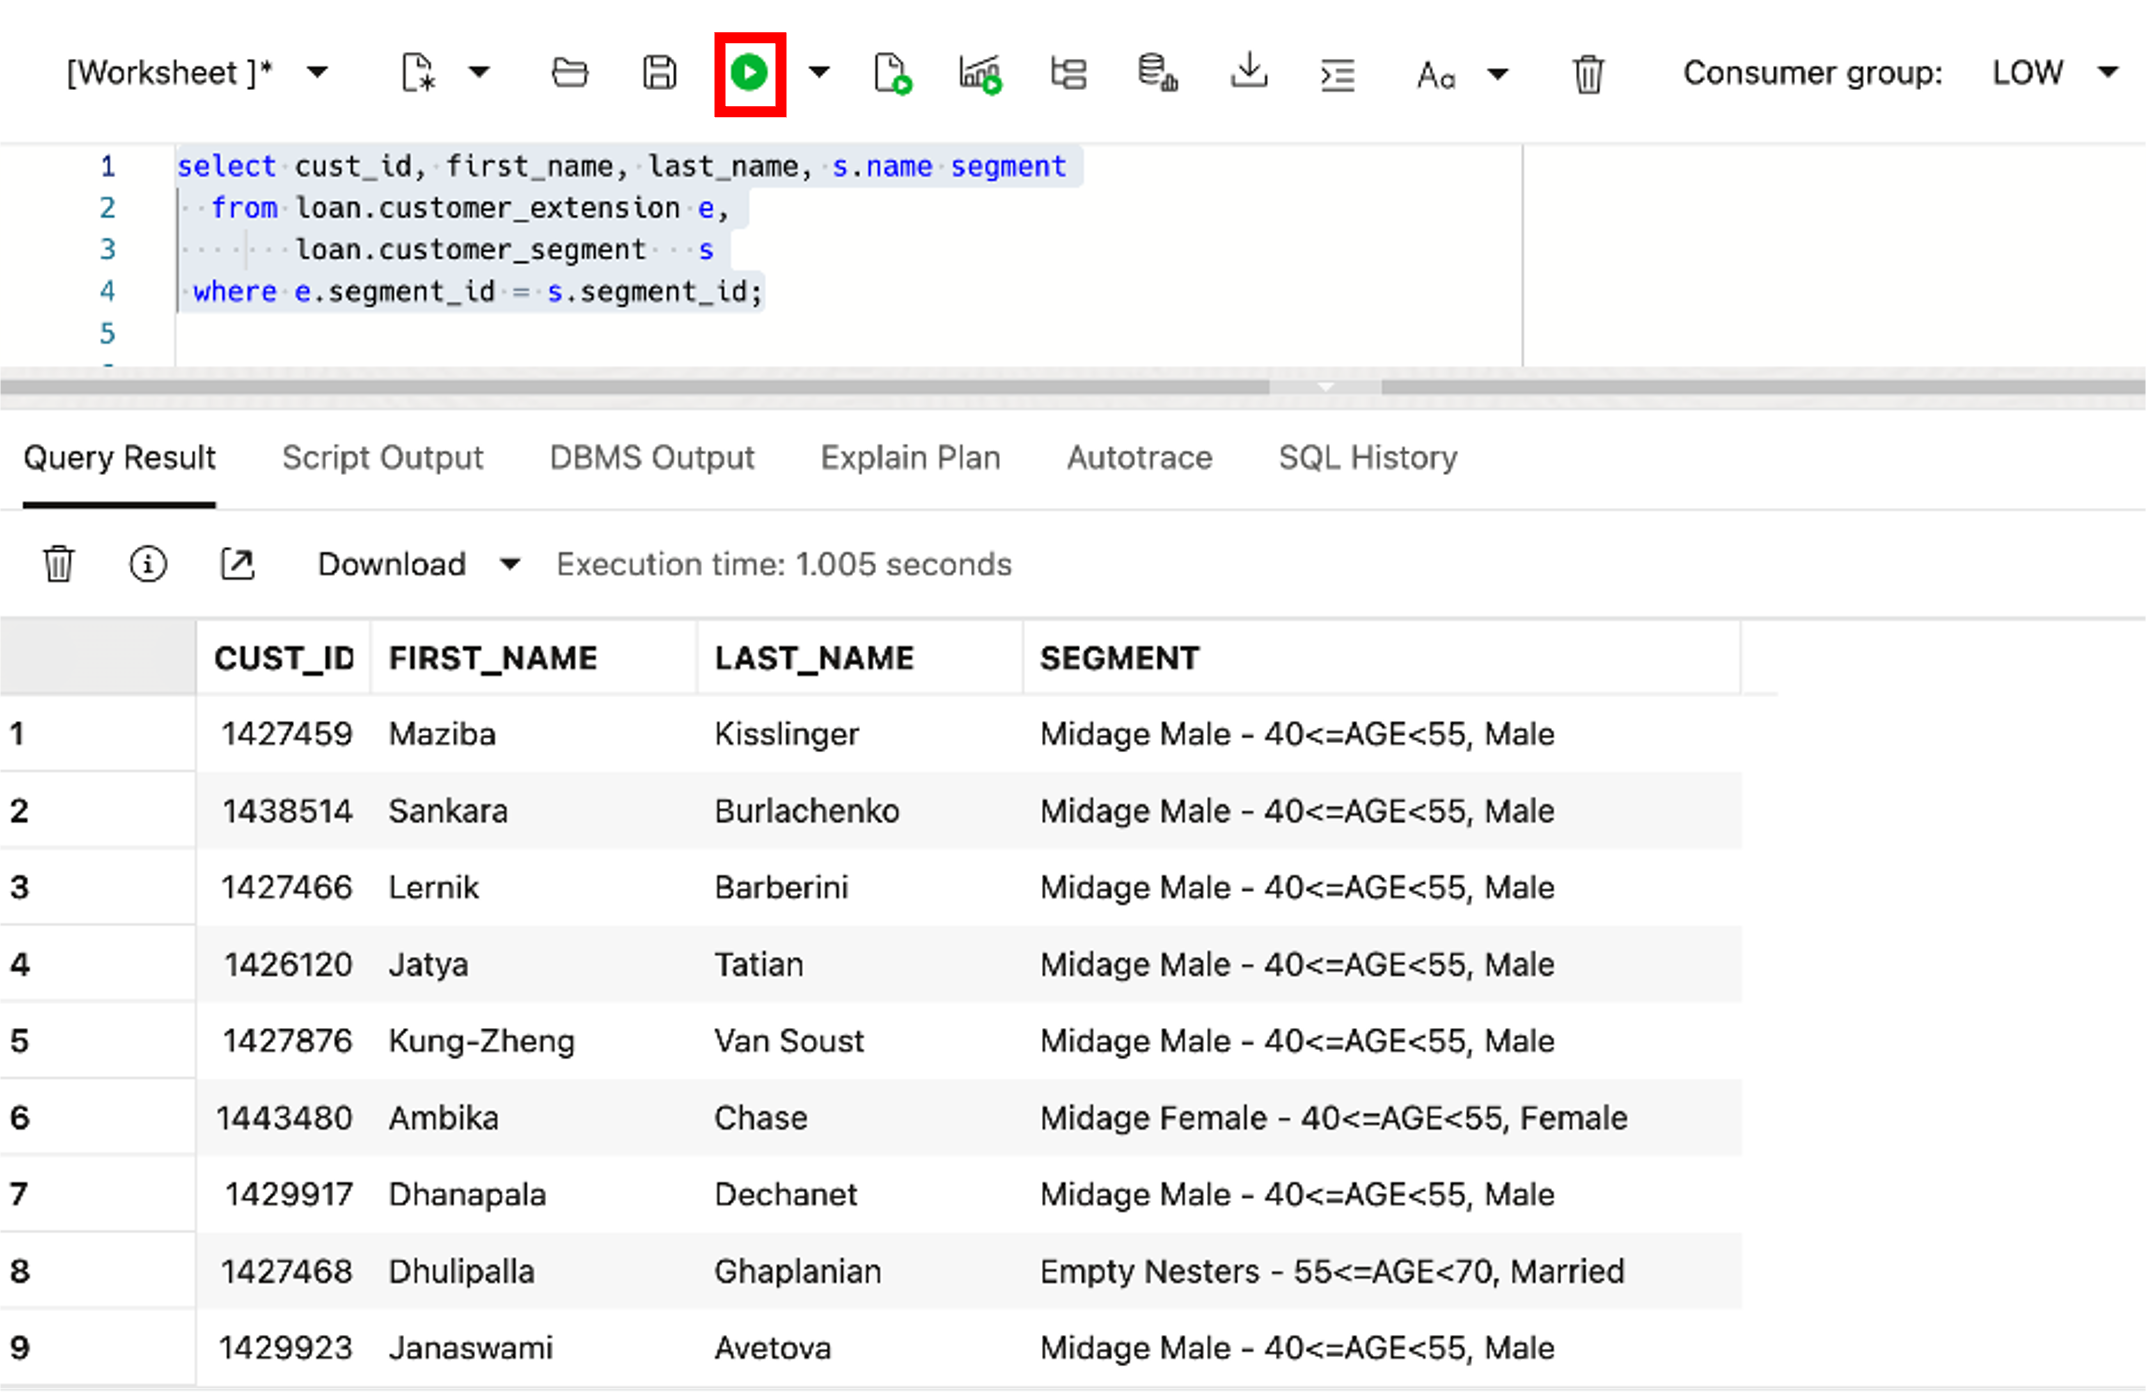 [Worksheet ]* Aa Consumer group: LOW
1 select cust_id, first_name, last_name, s.name segment
2 from loan.customer_extension e,
3 loan.customer_segment s
4 where e.segment_id = s.segment_id;
5
Query Result Script Output DBMS Output Explain Plan Autotrace SQL History
Download Execution time: 1.005 seconds
CUST_ID FIRST_NAME LAST_NAME SEGMENT
1 1427459 Maziba Kisslinger Midage Male - 40<=AGE<55, Male
2 1438514 Sankara Burlachenko Midage Male - 40<=AGE<55, Male
3 1427466 Lernik Barberini Midage Male - 40<=AGE<55, Male
4 1426120 Jatya Tatian Midage Male - 40<=AGE<55, Male
5 1427876 Kung-Zheng Van Soust Midage Male - 40<=AGE<55, Male
6 1443480 Ambika Chase Midage Female - 40<=AGE<55, Female
7 1429917 Dhanapala Dechanet Midage Male - 40<=AGE<55, Male
8 1427468 Dhulipalla Ghaplanian Empty Nesters - 55<=AGE<70, Married
9 1429923 Janaswami Avetova Midage Male - 40<=AGE<55, Male